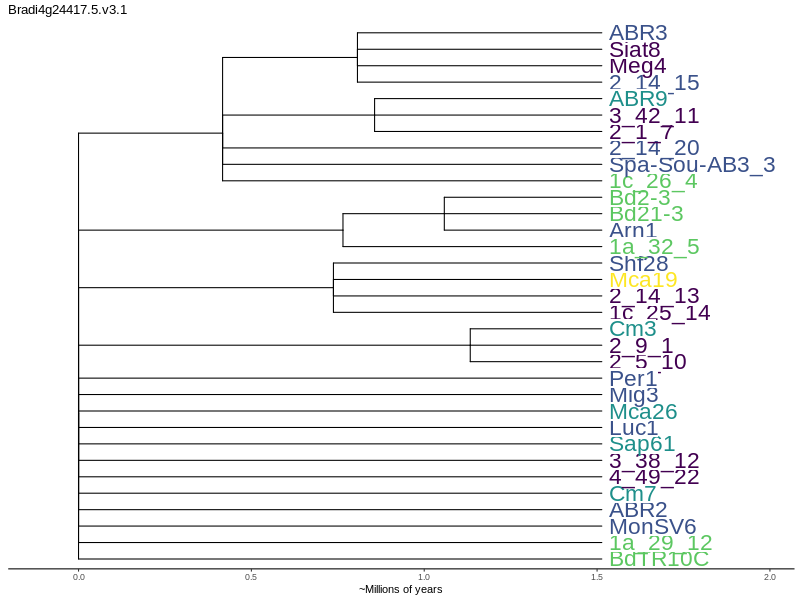 Bradi4g24417.5.v3.1
ABR3
Siat8
Meg4
2_14_15
ABR9
3_42_11
2_1_7
2_14_20
Spa-Sou-AB3_3
1c_26_4
Bd2-3
Bd21-3
Arn1
1a_32_5
Shf28
Mca19
2_14_13
1c_25_14
Cm3
2_9_1
2_5_10
Per1
Mig3
Mca26
Luc1
Sap61
3_38_12
4_49_22
Cm7
ABR2
MonSV6
1a_29_12
BdTR10C
0.0 0.5 1.0 1.5 2.0
~Millions of years